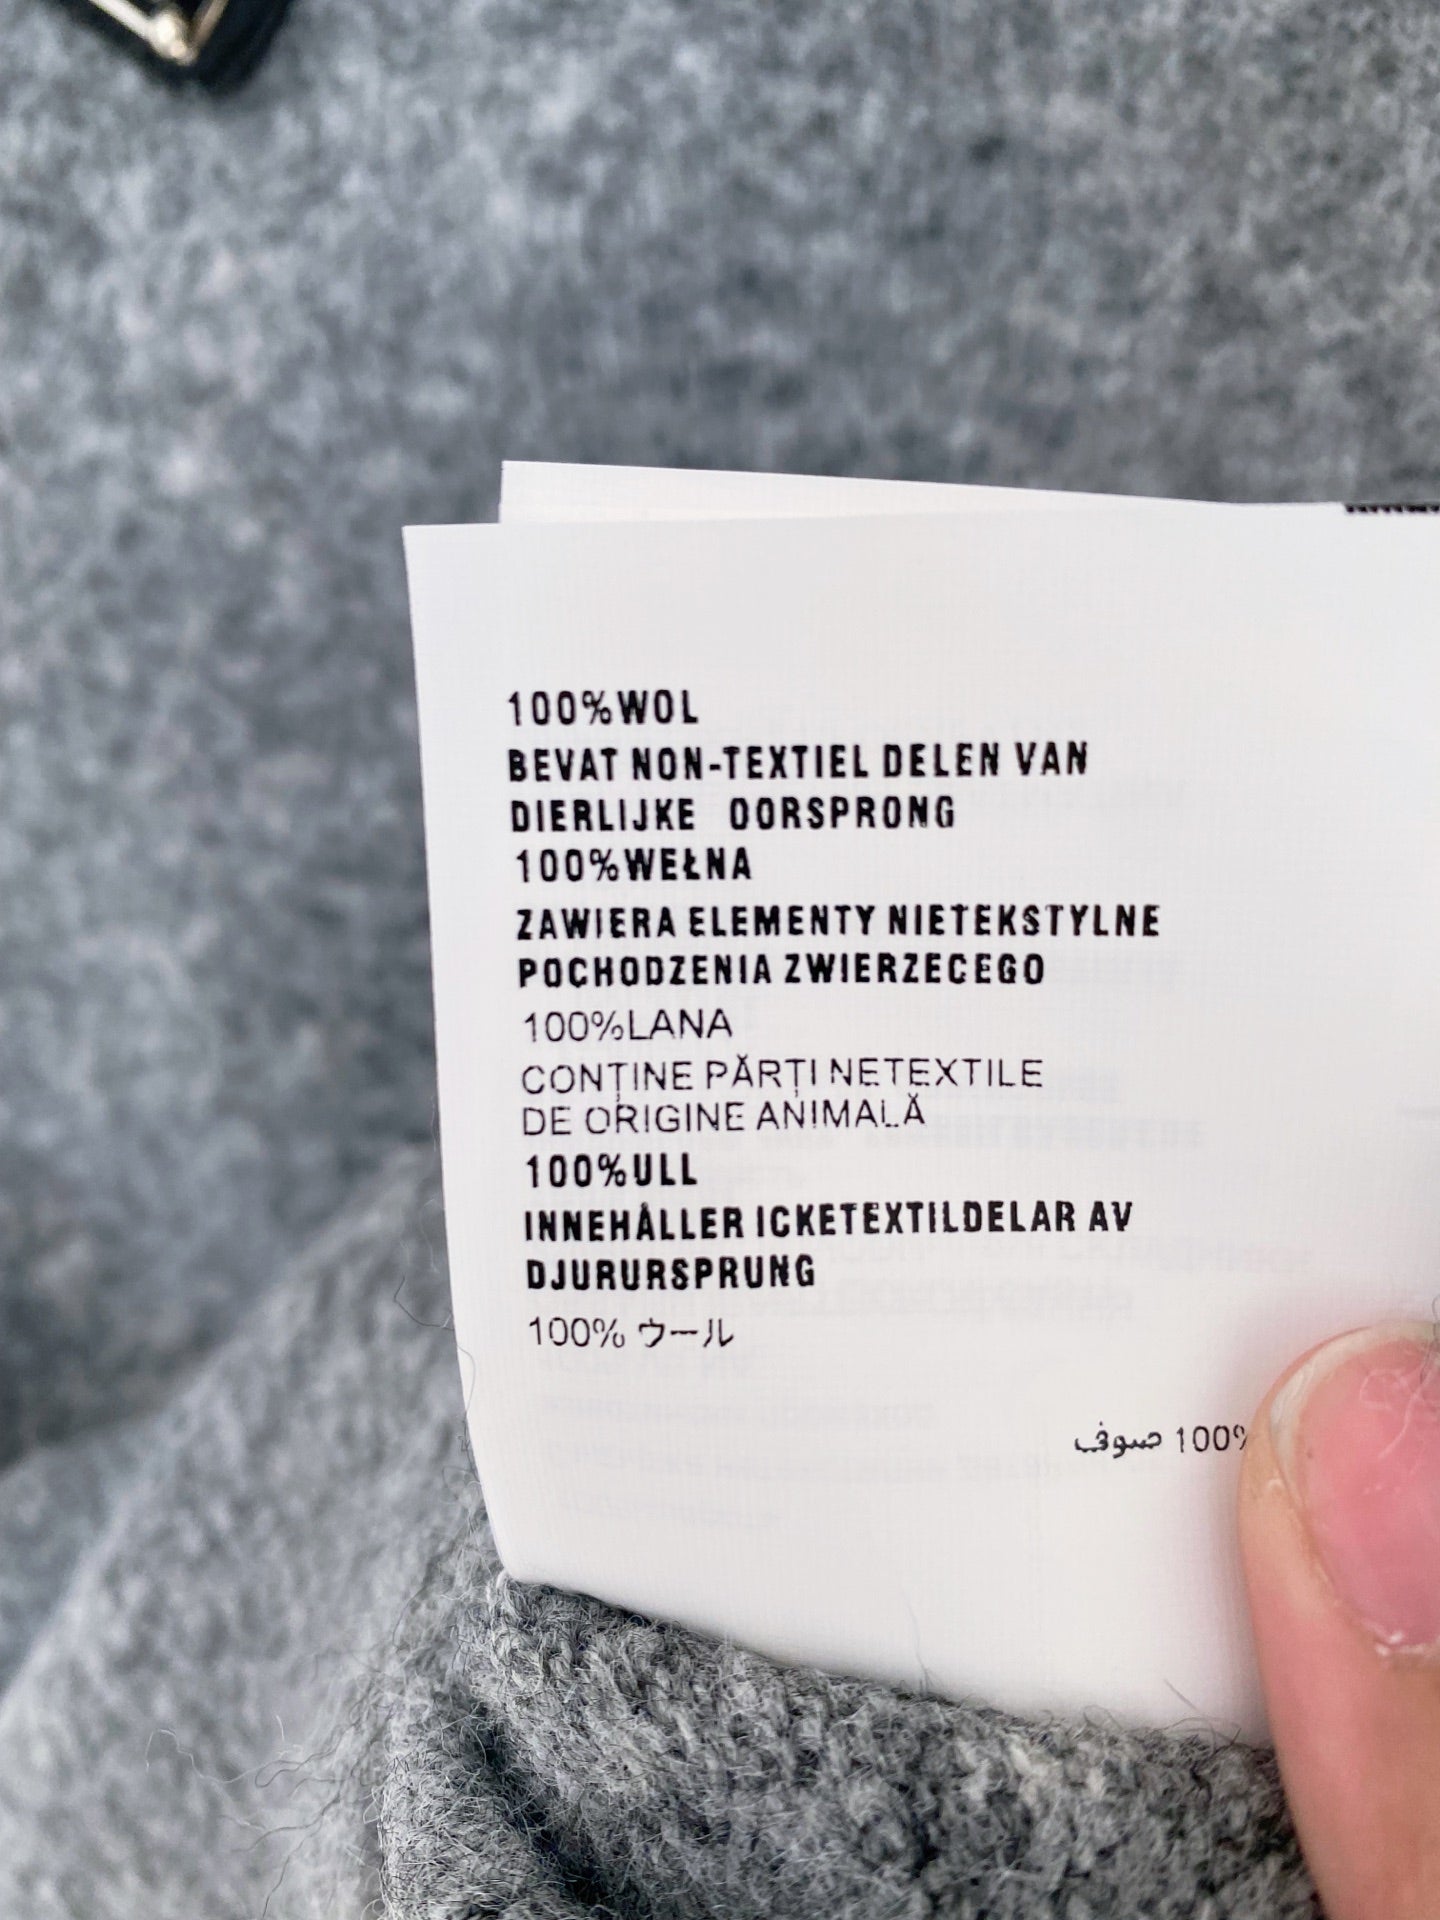 100%WOL
BEVAT NON-TEXTIEL DELEN VAN
DIERLIJKE OORSPRONG
100%WEŁNA
ZAWIERA ELEMENTY NIETEKSTYLNE
POCHODZENIA ZWIERZECEGO
100%LANA
CONȚINE PĂRȚI NETEXTILE
DE ORIGINE ANIMALĂ
100%ULL
INNEHÅLLER ICKETEXTILDELAR AV
DJURURSPRUNG
100% ウール
100% صوف